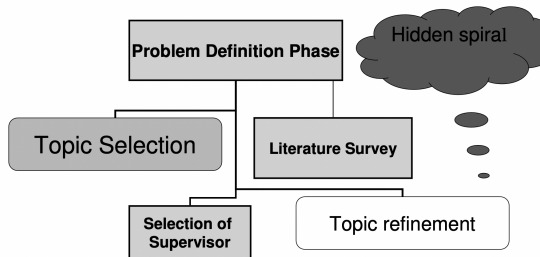 Hidden spiral
Problem Definition Phase
Topic Selection
Literature Survey
Selection of
Supervisor
Topic refinement